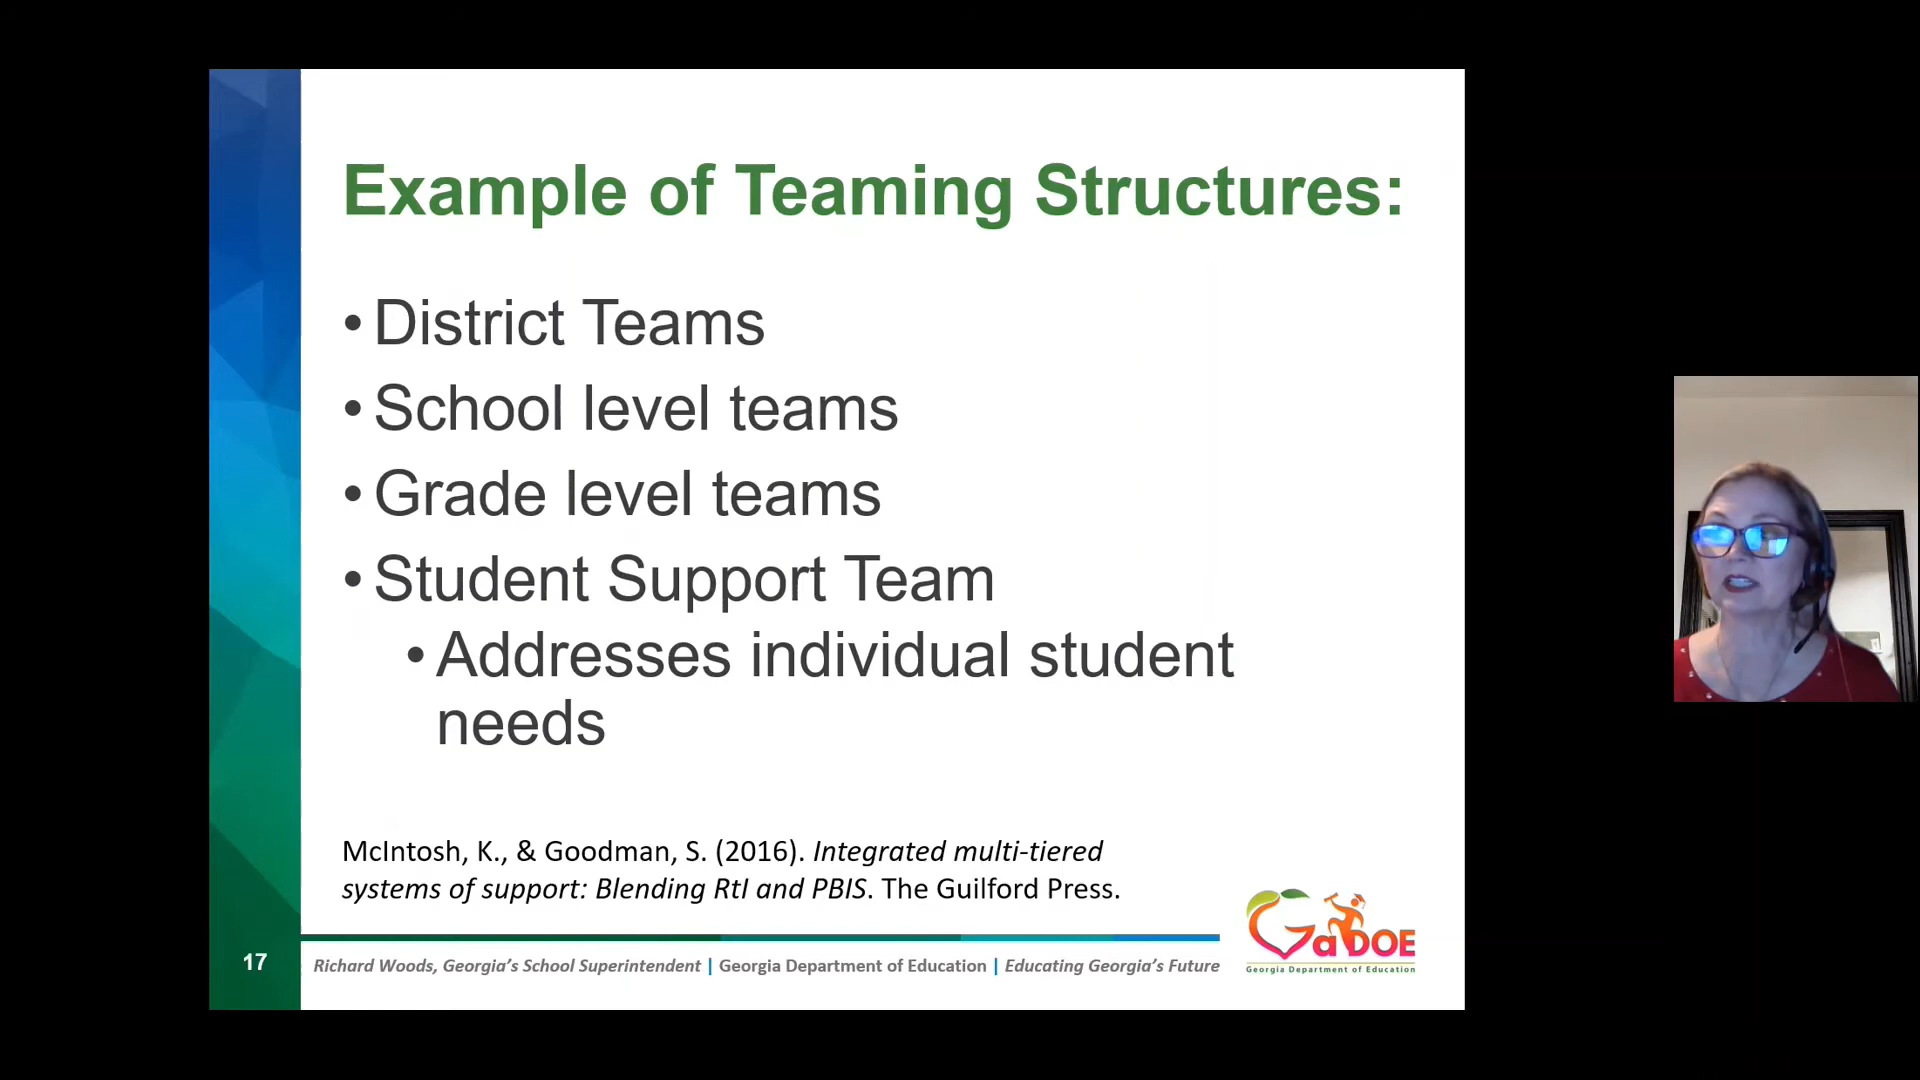 Example of Teaming Structures:
• District Teams
• School level teams
• Grade level teams
• Student Support Team
• Addresses individual student
needs
McIntosh, K., & Goodman, S. (2016). Integrated multi-tiered
systems of support: Blending RtI and PBIS. The Guilford Press.
17
Richard Woods, Georgia's School Superintendent | Georgia Department of Education | Educating Georgia's Future
GaDOE
Georgia Department of Education